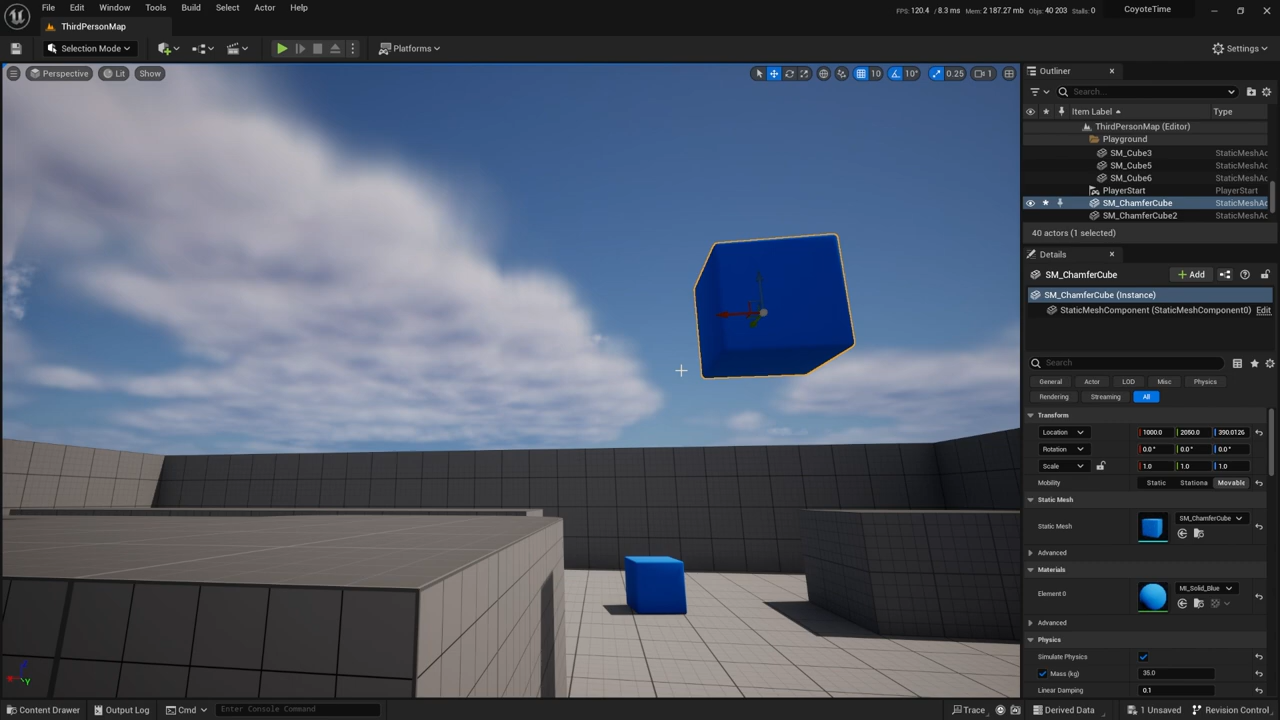 File Edit Window Tools Build Select Actor Help
FPS: 120.4 / 8.3 ms Mem: 2 187.27 mb Objs: 40 203 Stalls: 0
CoyoteTime
ThirdPersonMap
Selection Mode
Platforms
Settings
Perspective Lit Show
10 10° 0.25 1
Outliner
Search...
Item Label Type
ThirdPersonMap (Editor)
Playground
SM_Cube3 StaticMeshAc
SM_Cube5 StaticMeshAc
SM_Cube6 StaticMeshAc
PlayerStart PlayerStart
SM_ChamferCube StaticMeshAc
SM_ChamferCube2 StaticMeshAc
40 actors (1 selected)
Details
SM_ChamferCube + Add
SM_ChamferCube (Instance)
StaticMeshComponent (StaticMeshComponent0) Edit
Search
General Actor LOD Misc Physics
Rendering Streaming All
Transform
Location 1000.0 2050.0 390.0126
Rotation 0.0° 0.0° 0.0°
Scale 1.0 1.0 1.0
Mobility Static Stationa Movable
Static Mesh
Static Mesh SM_ChamferCube
Advanced
Materials
Element 0 MI_Solid_Blue
Advanced
Physics
Simulate Physics
Mass (kg) 35.0
Linear Damping 0.1
Y
Content Drawer Output Log Cmd Enter Console Command
Trace Derived Data 1 Unsaved Revision Control